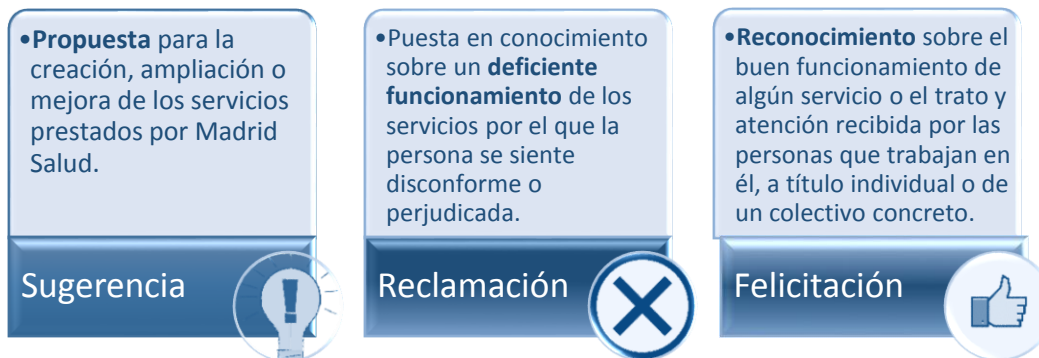 •Propuesta para la
creación, ampliación o
mejora de los servicios
prestados por Madrid
Salud.
Sugerencia
•Puesta en conocimiento
sobre un deficiente
funcionamiento de los
servicios por el que la
persona se siente
disconforme o
perjudicada.
Reclamación
•Reconocimiento sobre el
buen funcionamiento de
algún servicio o el trato y
atención recibida por las
personas que trabajan en
él, a título individual o de
un colectivo concreto.
Felicitación